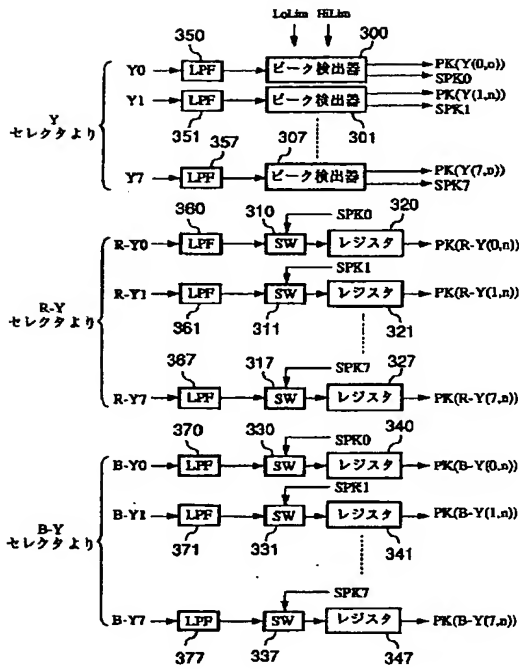 LoLim HiLim
350 300
Y0 LPF ピーク検出器 PK(Y(0,n))
SPK0
Y1 LPF ピーク検出器 PK(Y(1,n))
SPK1
351 301
Y
セレクタより
357 307
Y7 LPF ピーク検出器 PK(Y(7,n))
SPK7
360 310 SPK0 320
R-Y0 LPF SW レジスタ PK(R-Y(0,n))
SPK1
R-Y1 LPF SW レジスタ PK(R-Y(1,n))
361 311 321
R-Y
セレクタより
367 317 SPK7 327
R-Y7 LPF SW レジスタ PK(R-Y(7,n))
370 330 SPK0 340
B-Y0 LPF SW レジスタ PK(B-Y(0,n))
SPK1
B-Y1 LPF SW レジスタ PK(B-Y(1,n))
371 331 341
B-Y
セレクタより
SPK7
B-Y7 LPF SW レジスタ PK(B-Y(7,n))
377 337 347